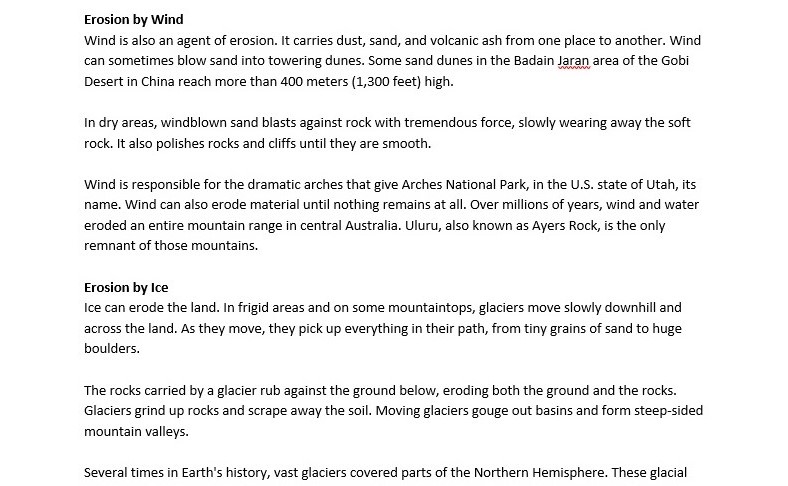 Erosion by Wind
Wind is also an agent of erosion. It carries dust, sand, and volcanic ash from one place to another. Wind
can sometimes blow sand into towering dunes. Some sand dunes in the Badain Jaran area of the Gobi
Desert in China reach more than 400 meters (1,300 feet) high.
In dry areas, windblown sand blasts against rock with tremendous force, slowly wearing away the soft
rock. It also polishes rocks and cliffs until they are smooth.
Wind is responsible for the dramatic arches that give Arches National Park, in the U.S. state of Utah, its
name. Wind can also erode material until nothing remains at all. Over millions of years, wind and water
eroded an entire mountain range in central Australia. Uluru, also known as Ayers Rock, is the only
remnant of those mountains.
Erosion by Ice
Ice can erode the land. In frigid areas and on some mountaintops, glaciers move slowly downhill and
across the land. As they move, they pick up everything in their path, from tiny grains of sand to huge
boulders.
The rocks carried by a glacier rub against the ground below, eroding both the ground and the rocks.
Glaciers grind up rocks and scrape away the soil. Moving glaciers gouge out basins and form steep-sided
mountain valleys.
Several times in Earth's history, vast glaciers covered parts of the Northern Hemisphere. These glacial